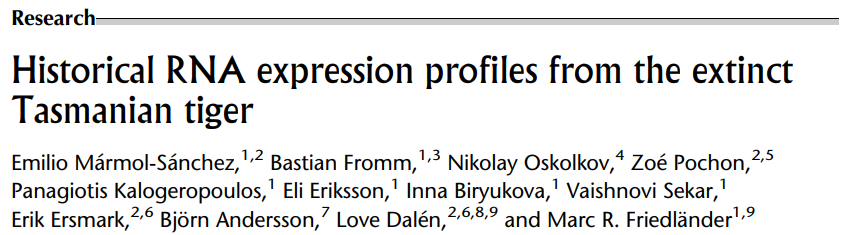 Research
Historical RNA expression profiles from the extinct
Tasmanian tiger
Emilio Mármol-Sánchez,1,2 Bastian Fromm,1,3 Nikolay Oskolkov,4 Zoé Pochon,2,5
Panagiotis Kalogeropoulos,1 Eli Eriksson,1 Inna Biryukova,1 Vaishnovi Sekar,1
Erik Ersmark,2,6 Björn Andersson,7 Love Dalén,2,6,8,9 and Marc R. Friedländer1,9